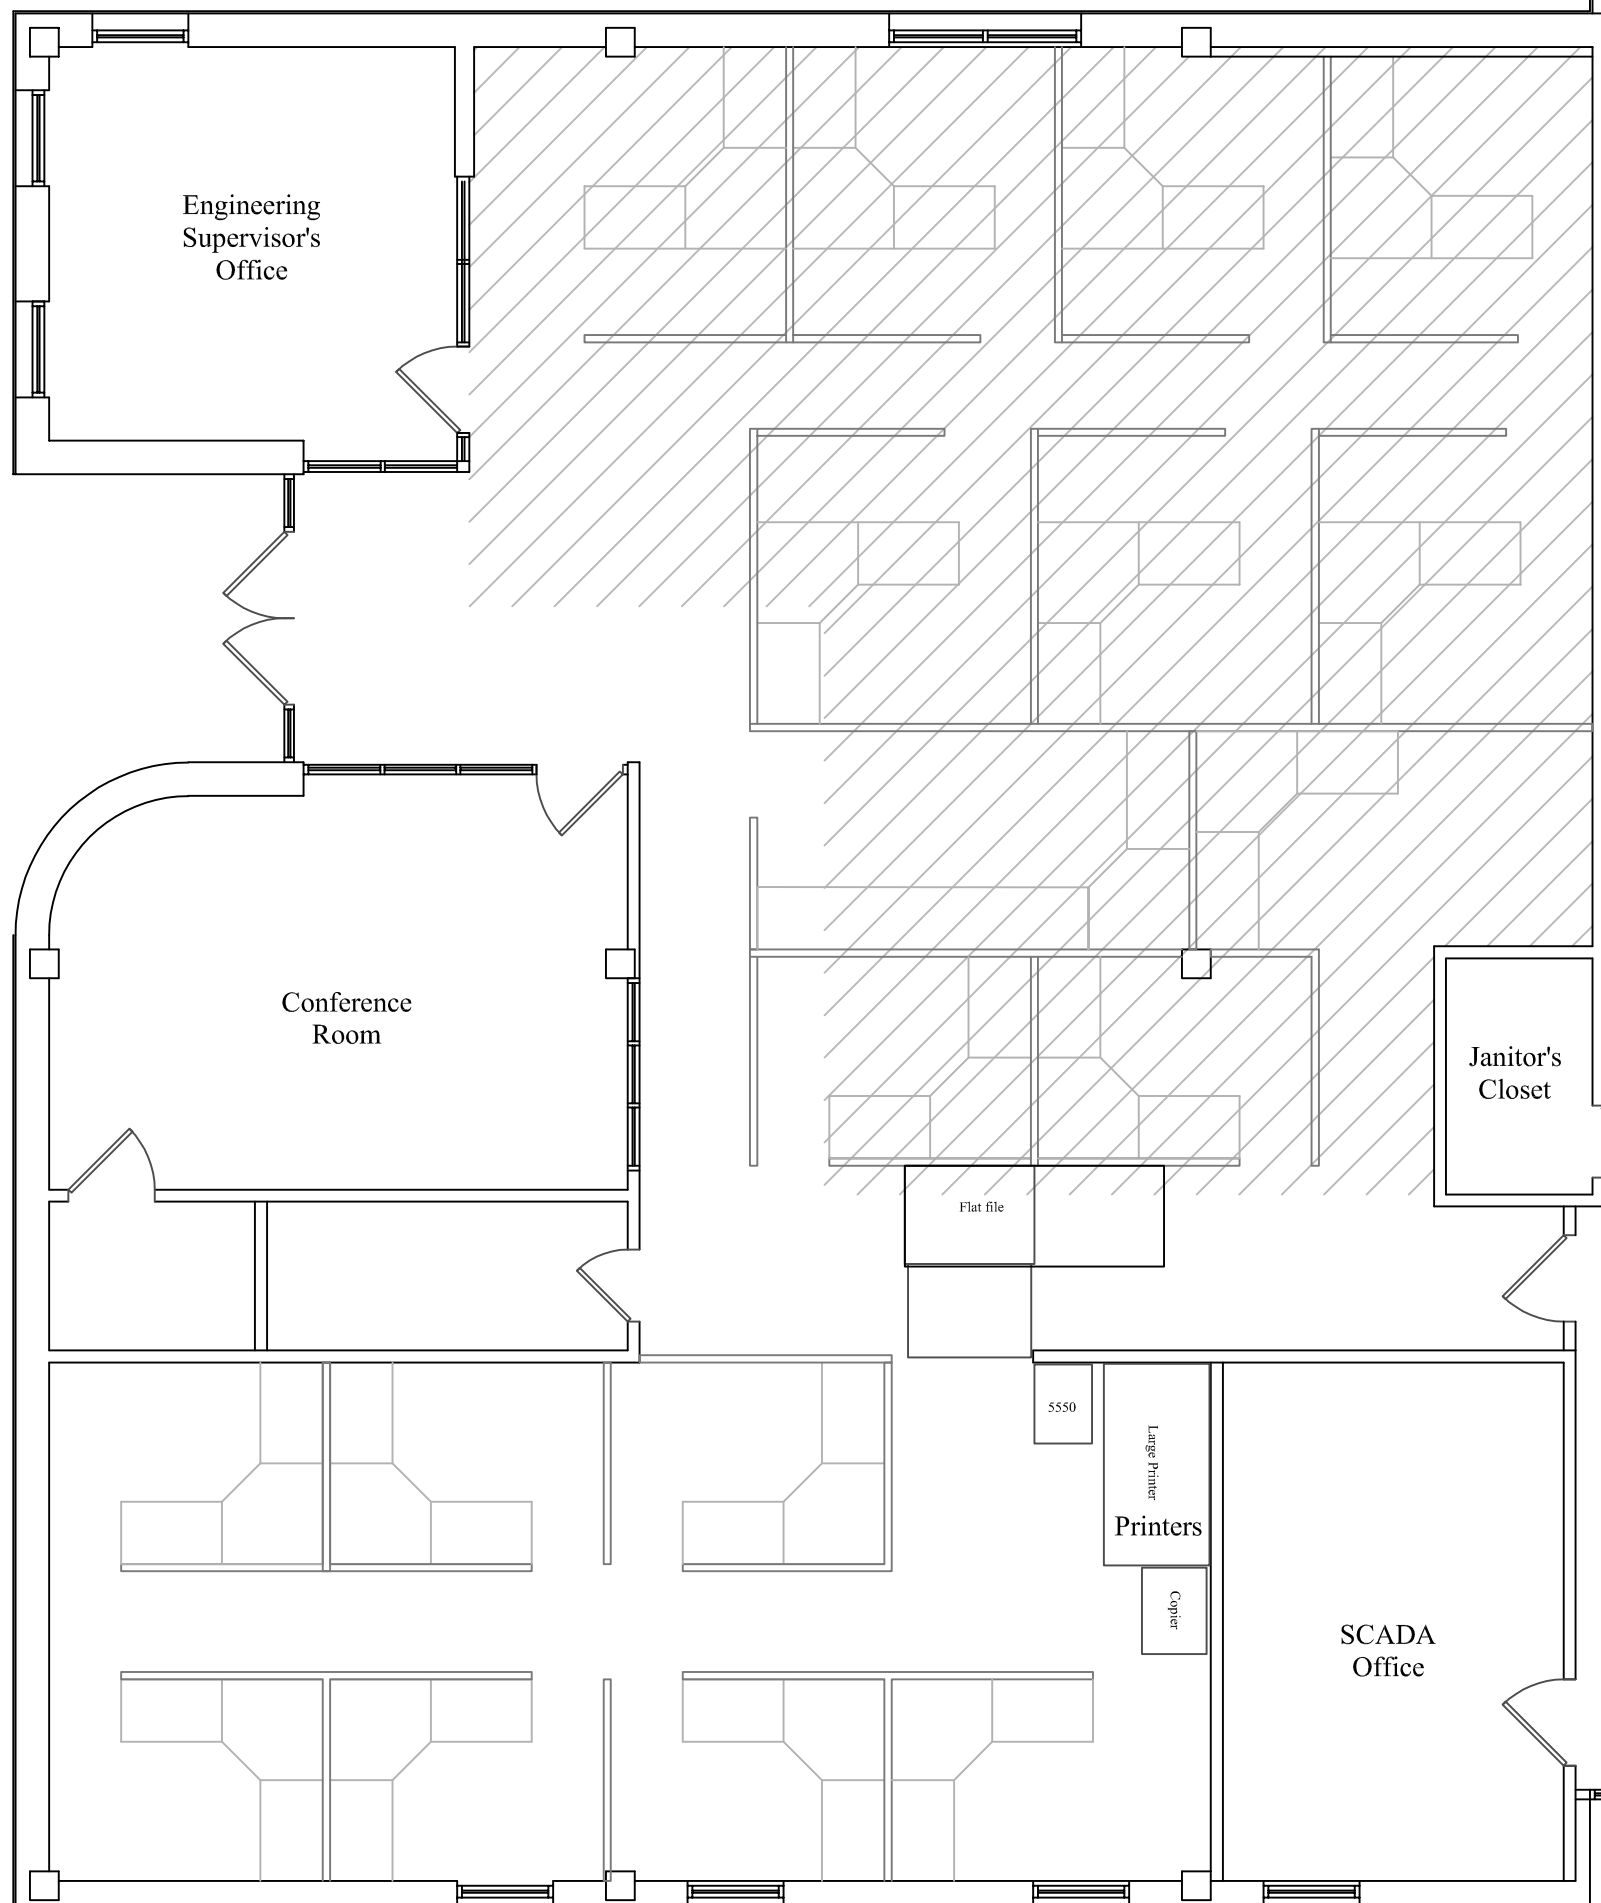 Engineering
Supervisor's
Office
Conference
Room
Janitor's
Closet
Flat file
5550
Large Printer
Printers
Copier
SCADA
Office